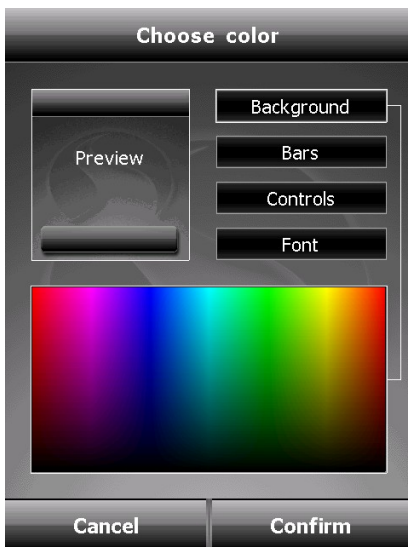 Choose color
Preview
Background
Bars
Controls
Font
Cancel
Confirm